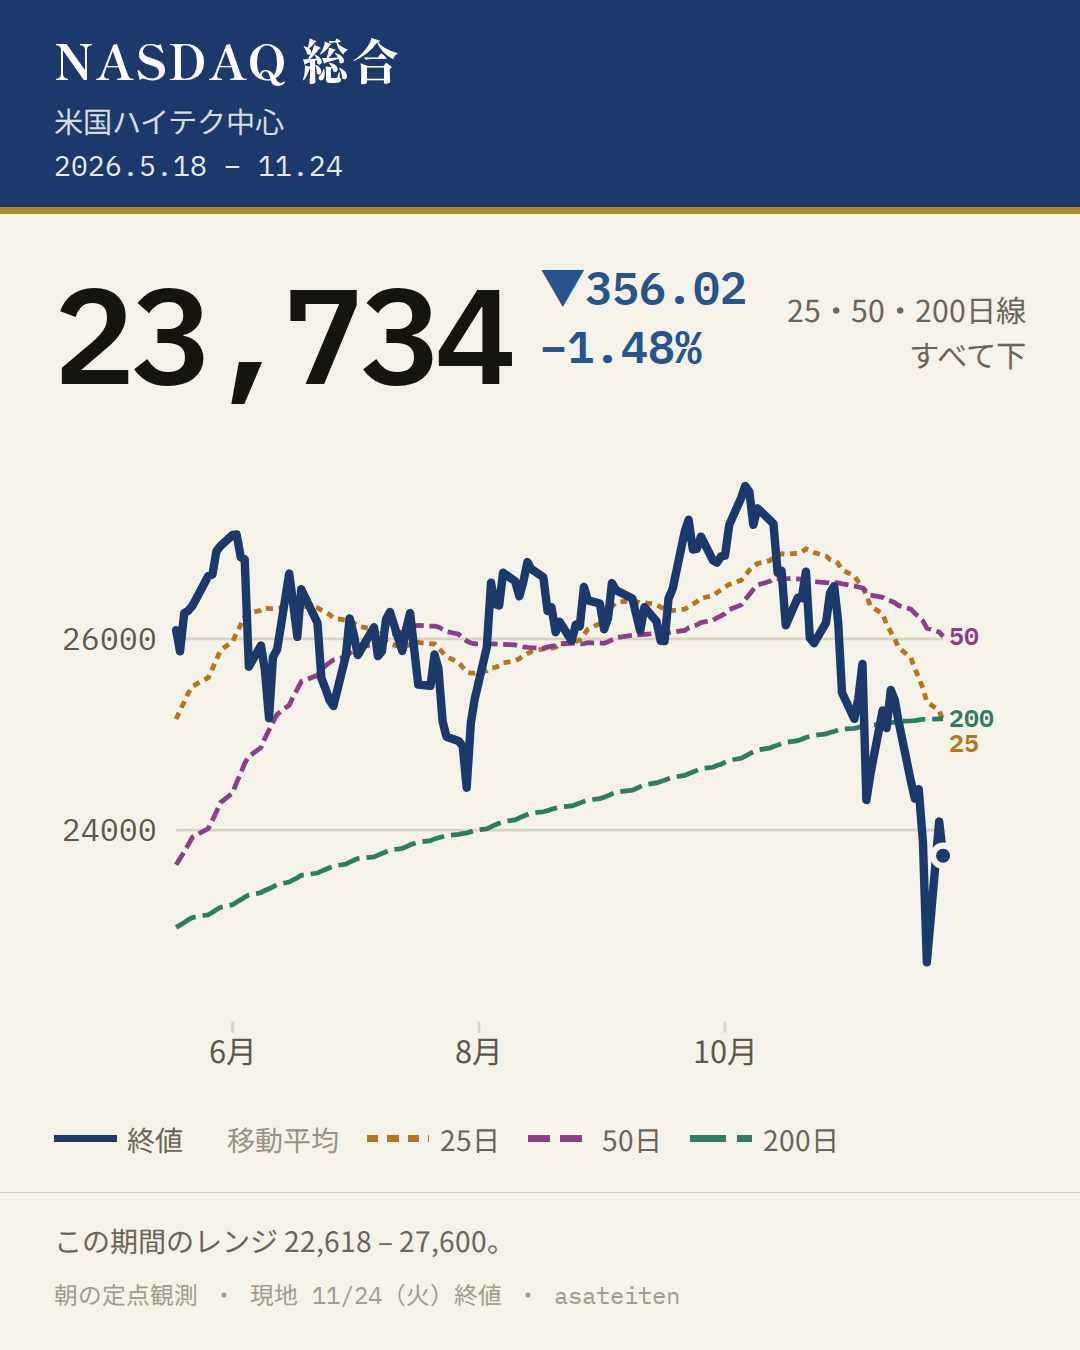 NASDAQ 総合
米国ハイテク中心
2026.5.18 – 11.24
23,734
▼356.02
−1.48%
25・50・200日線
すべて下
26000
24000
50
200
25
6月
8月
10月
終値
移動平均
25日
50日
200日
この期間のレンジ 22,618 – 27,600。
朝の定点観測 ・ 現地 11/24（火）終値 ・ asateiten